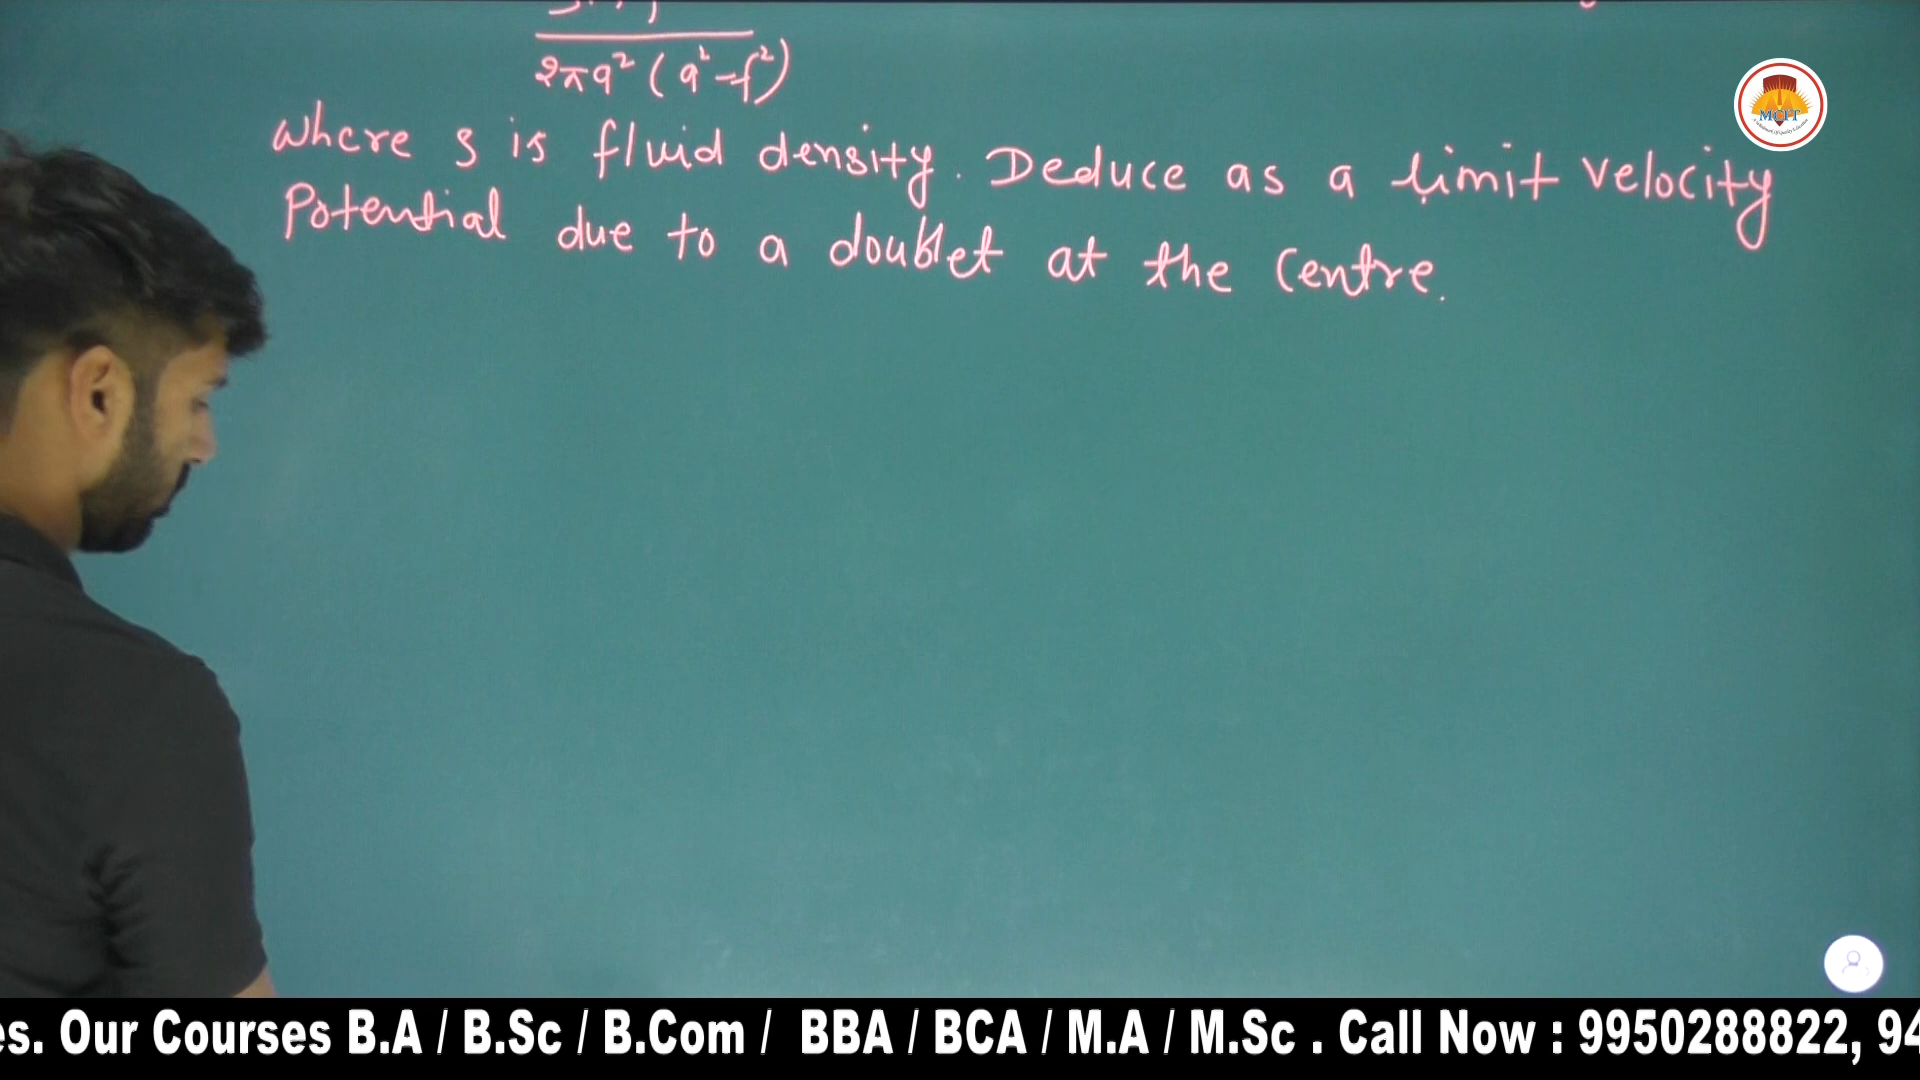 2πa² (a² - f²)
where ρ is fluid density. Deduce as a limit velocity
Potential due to a doublet at the Centre.
MCIT
es. Our Courses B.A / B.Sc / B.Com / BBA / BCA / M.A / M.Sc . Call Now : 9950288822, 94